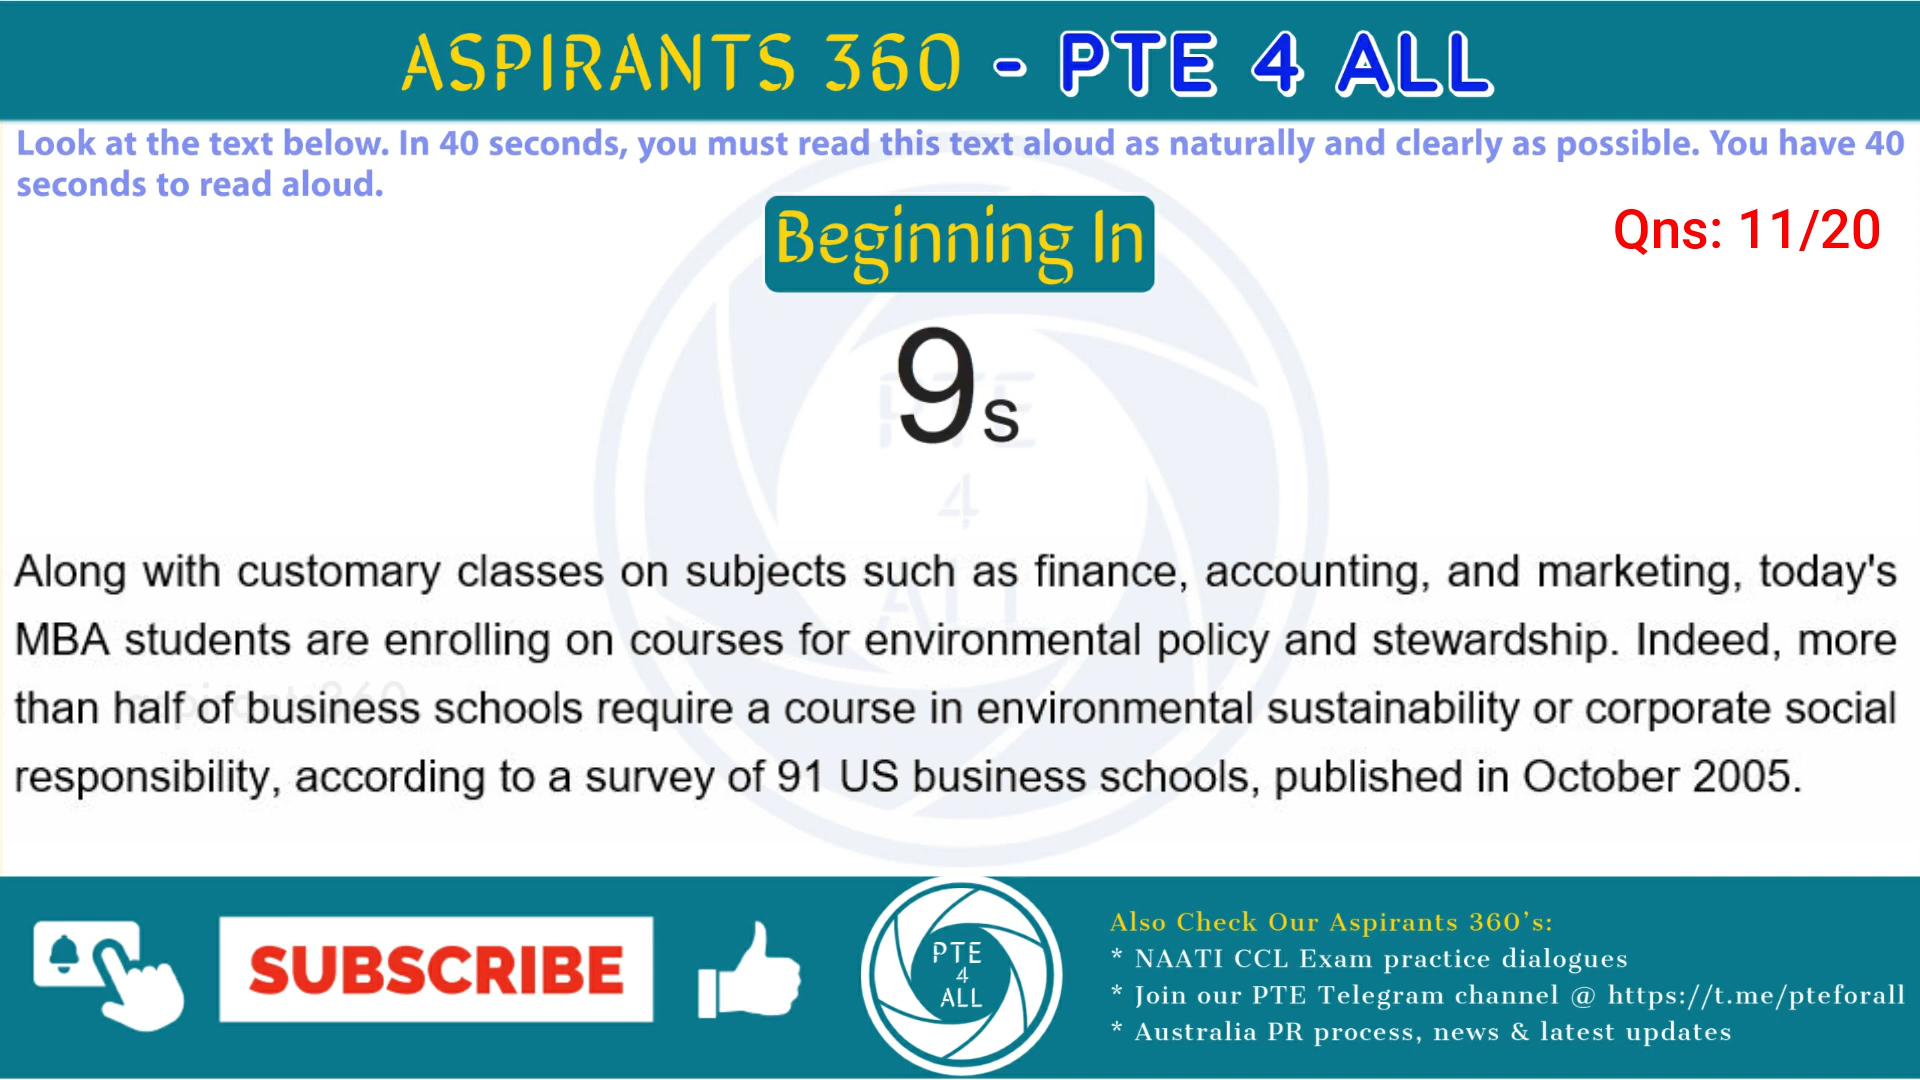 ASPIRANTS 360 - PTE 4 ALL
Look at the text below. In 40 seconds, you must read this text aloud as naturally and clearly as possible. You have 40
seconds to read aloud.
Beginning In
Qns: 11/20
9s
PTE
4
ALL
Along with customary classes on subjects such as finance, accounting, and marketing, today's
MBA students are enrolling on courses for environmental policy and stewardship. Indeed, more
than half of business schools require a course in environmental sustainability or corporate social
responsibility, according to a survey of 91 US business schools, published in October 2005.
aspirants360
SUBSCRIBE
PTE
4
ALL
Also Check Our Aspirants 360's:
* NAATI CCL Exam practice dialogues
* Join our PTE Telegram channel @ https://t.me/pteforall
* Australia PR process, news & latest updates